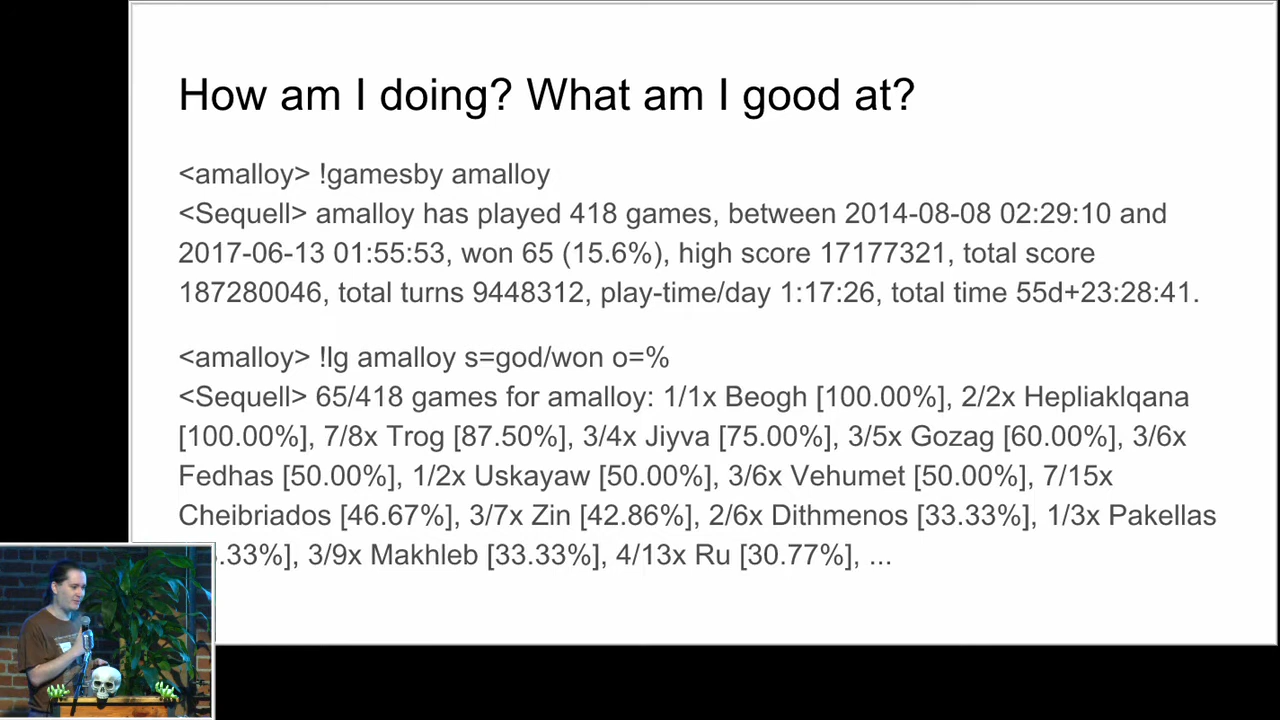 How am I doing? What am I good at?
<amalloy> !gamesby amalloy
<Sequell> amalloy has played 418 games, between 2014-08-08 02:29:10 and
2017-06-13 01:55:53, won 65 (15.6%), high score 17177321, total score
187280046, total turns 9448312, play-time/day 1:17:26, total time 55d+23:28:41.
<amalloy> !lg amalloy s=god/won o=%
<Sequell> 65/418 games for amalloy: 1/1x Beogh [100.00%], 2/2x Hepliaklqana
[100.00%], 7/8x Trog [87.50%], 3/4x Jiyva [75.00%], 3/5x Gozag [60.00%], 3/6x
Fedhas [50.00%], 1/2x Uskayaw [50.00%], 3/6x Vehumet [50.00%], 7/15x
Cheibriados [46.67%], 3/7x Zin [42.86%], 2/6x Dithmenos [33.33%], 1/3x Pakellas
.33%], 3/9x Makhleb [33.33%], 4/13x Ru [30.77%], ...